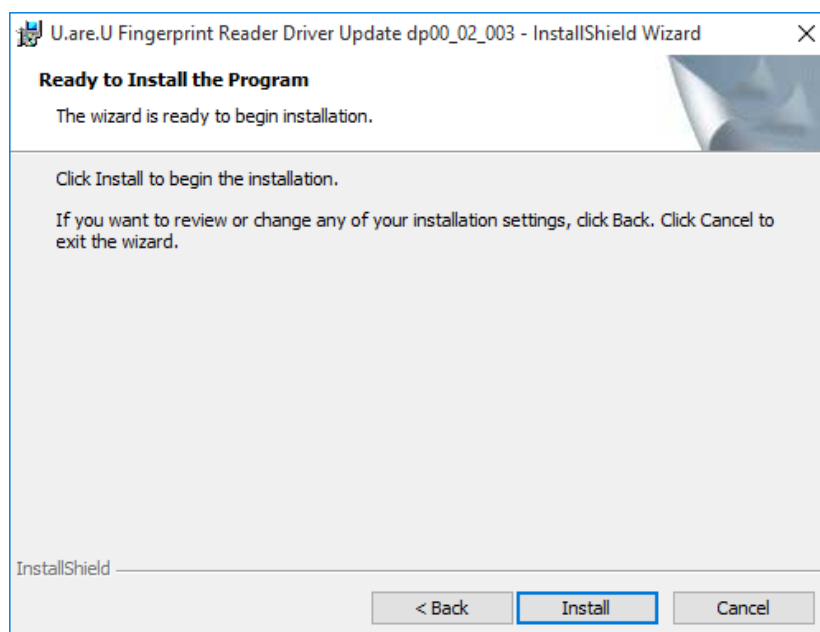 U.are.U Fingerprint Reader Driver Update dp00_02_003 - InstallShield Wizard
Ready to Install the Program
The wizard is ready to begin installation.
Click Install to begin the installation.
If you want to review or change any of your installation settings, click Back. Click Cancel to
exit the wizard.
InstallShield
< Back Install Cancel